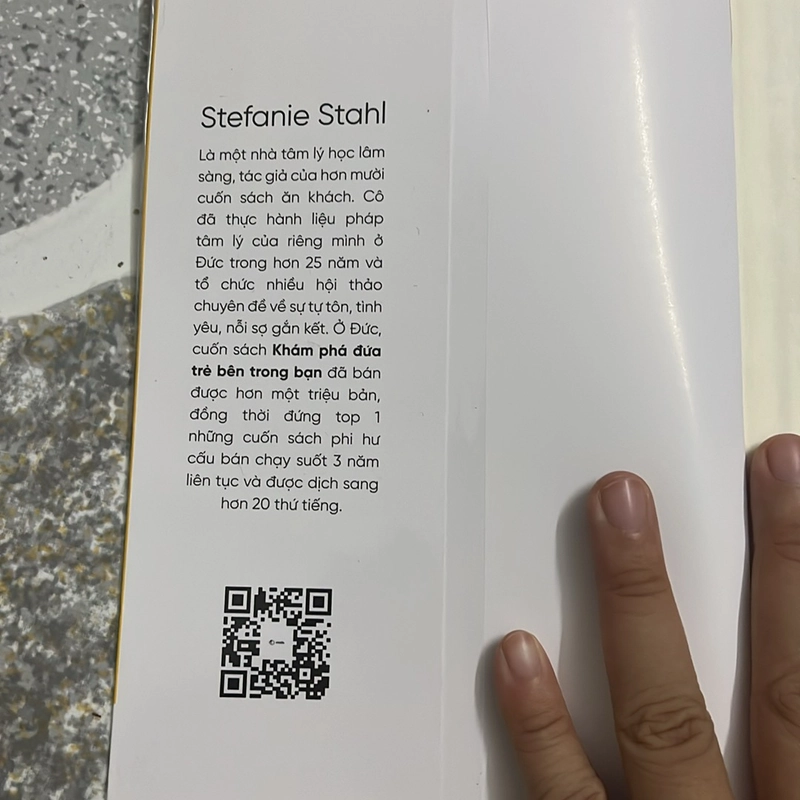 Stefanie Stahl
Là một nhà tâm lý học lâm
sàng, tác giả của hơn mười
cuốn sách ăn khách. Cô
đã thực hành liệu pháp
tâm lý của riêng mình ở
Đức trong hơn 25 năm và
tổ chức nhiều hội thảo
chuyên đề về sự tự tôn, tình
yêu, nỗi sợ gắn kết. Ở Đức,
cuốn sách Khám phá đứa
trẻ bên trong bạn đã bán
được hơn một triệu bản,
đồng thời đứng top 1
những cuốn sách phi hư
cấu bán chạy suốt 3 năm
liên tục và được dịch sang
hơn 20 thứ tiếng.